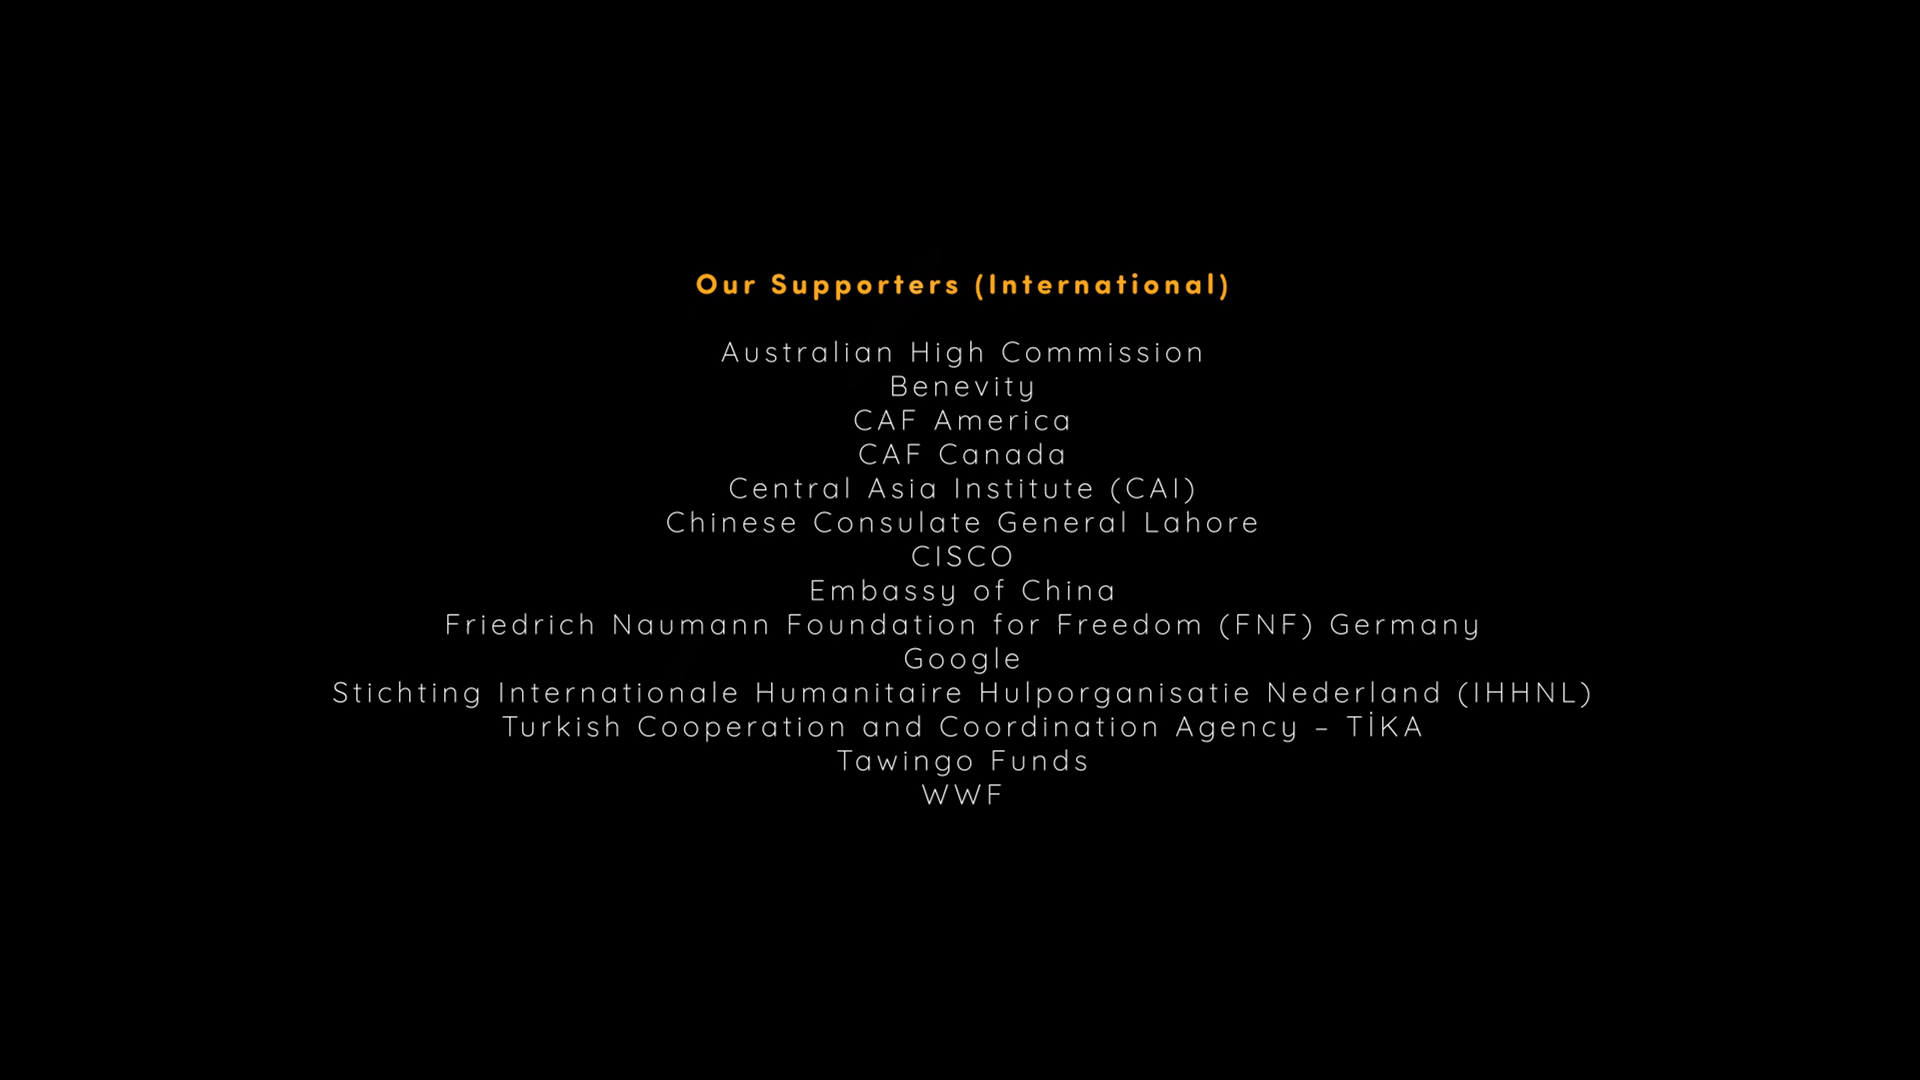 Our Supporters (International)
Australian High Commission
Benevity
CAF America
CAF Canada
Central Asia Institute (CAI)
Chinese Consulate General Lahore
CISCO
Embassy of China
Friedrich Naumann Foundation for Freedom (FNF) Germany
Google
Stichting Internationale Humanitaire Hulporganisatie Nederland (IHHNL)
Turkish Cooperation and Coordination Agency – TİKA
Tawingo Funds
WWF